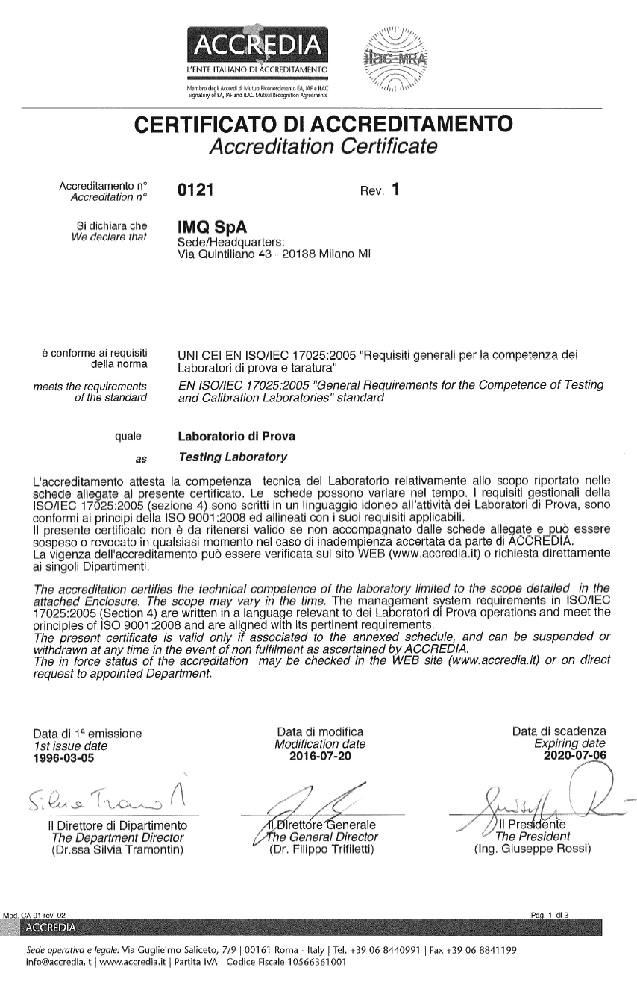 ACCREDIA
L'ENTE ITALIANO DI ACCREDITAMENTO
Membro degli Accordi di Mutuo Riconoscimento EA, IAF e ILAC
Signatory of EA, IAF and ILAC Mutual Recognition Agreements
ilac-MRA
CERTIFICATO DI ACCREDITAMENTO
Accreditation Certificate
Accreditamento n°
Accreditation n°
0121
Rev. 1
Si dichiara che
We declare that
IMQ SpA
Sede/Headquarters:
Via Quintiliano 43 - 20138 Milano MI
è conforme ai requisiti
della norma
UNI CEI EN ISO/IEC 17025:2005 "Requisiti generali per la competenza dei
Laboratori di prova e taratura"
meets the requirements
of the standard
EN ISO/IEC 17025:2005 "General Requirements for the Competence of Testing
and Calibration Laboratories" standard
quale
Laboratorio di Prova
as
Testing Laboratory
L'accreditamento attesta la competenza tecnica del Laboratorio relativamente allo scopo riportato nelle
schede allegate al presente certificato. Le schede possono variare nel tempo. I requisiti gestionali della
ISO/IEC 17025:2005 (sezione 4) sono scritti in un linguaggio idoneo all'attività dei Laboratori di Prova, sono
conformi ai principi della ISO 9001:2008 ed allineati con i suoi requisiti applicabili.
Il presente certificato non è da ritenersi valido se non accompagnato dalle schede allegate e può essere
sospeso o revocato in qualsiasi momento nel caso di inadempienza accertata da parte di ACCREDIA.
La vigenza dell'accreditamento può essere verificata sul sito WEB (www.accredia.it) o richiesta direttamente
ai singoli Dipartimenti.
The accreditation certifies the technical competence of the laboratory limited to the scope detailed in the
attached Enclosure. The scope may vary in the time. The management system requirements in ISO/IEC
17025:2005 (Section 4) are written in a language relevant to dei Laboratori di Prova operations and meet the
principles of ISO 9001:2008 and are aligned with its pertinent requirements.
The present certificate is valid only if associated to the annexed schedule, and can be suspended or
withdrawn at any time in the event of non fulfilment as ascertained by ACCREDIA.
The in force status of the accreditation may be checked in the WEB site (www.accredia.it) or on direct
request to appointed Department.
Data di 1ª emissione
1st issue date
1996-03-05
Data di modifica
Modification date
2016-07-20
Data di scadenza
Expiring date
2020-07-06
Il Direttore di Dipartimento
The Department Director
(Dr.ssa Silvia Tramontin)
Il Direttore Generale
The General Director
(Dr. Filippo Trifiletti)
Il Presidente
The President
(Ing. Giuseppe Rossi)
Mod. CA-01 rev. 02
Pag. 1 di 2
ACCREDIA
Sede operativa e legale: Via Guglielmo Saliceto, 7/9 | 00161 Roma - Italy | Tel. +39 06 8440991 | Fax +39 06 8841199
info@accredia.it | www.accredia.it | Partita IVA - Codice Fiscale 10566361001